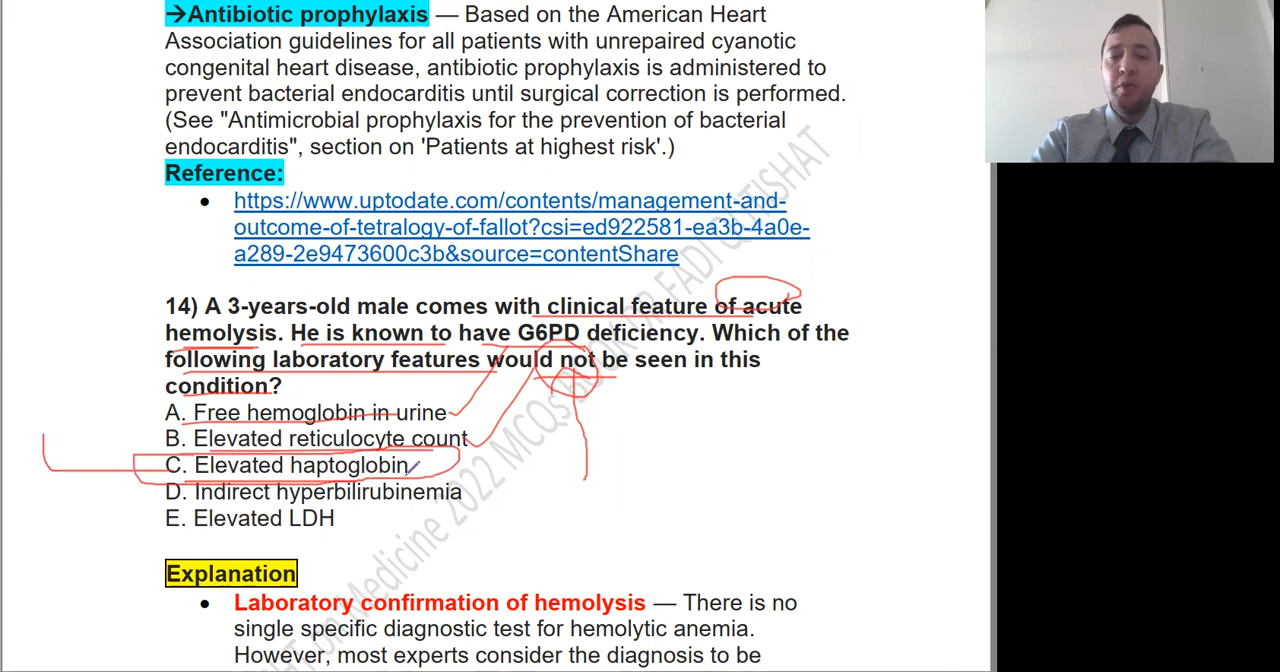 →Antibiotic prophylaxis — Based on the American Heart
Association guidelines for all patients with unrepaired cyanotic
congenital heart disease, antibiotic prophylaxis is administered to
prevent bacterial endocarditis until surgical correction is performed.
(See "Antimicrobial prophylaxis for the prevention of bacterial
endocarditis", section on 'Patients at highest risk'.)
Reference:
• https://www.uptodate.com/contents/management-and-
outcome-of-tetralogy-of-fallot?csi=ed922581-ea3b-4a0e-
a289-2e9473600c3b&source=contentShare
14) A 3-years-old male comes with clinical feature of acute
hemolysis. He is known to have G6PD deficiency. Which of the
following laboratory features would not be seen in this
condition?
A. Free hemoglobin in urine
B. Elevated reticulocyte count
C. Elevated haptoglobin
D. Indirect hyperbilirubinemia
E. Elevated LDH
Explanation
• Laboratory confirmation of hemolysis — There is no
single specific diagnostic test for hemolytic anemia.
However, most experts consider the diagnosis to be
Medicine 2022 MCQs BOOK DR FADI QUTISHAT